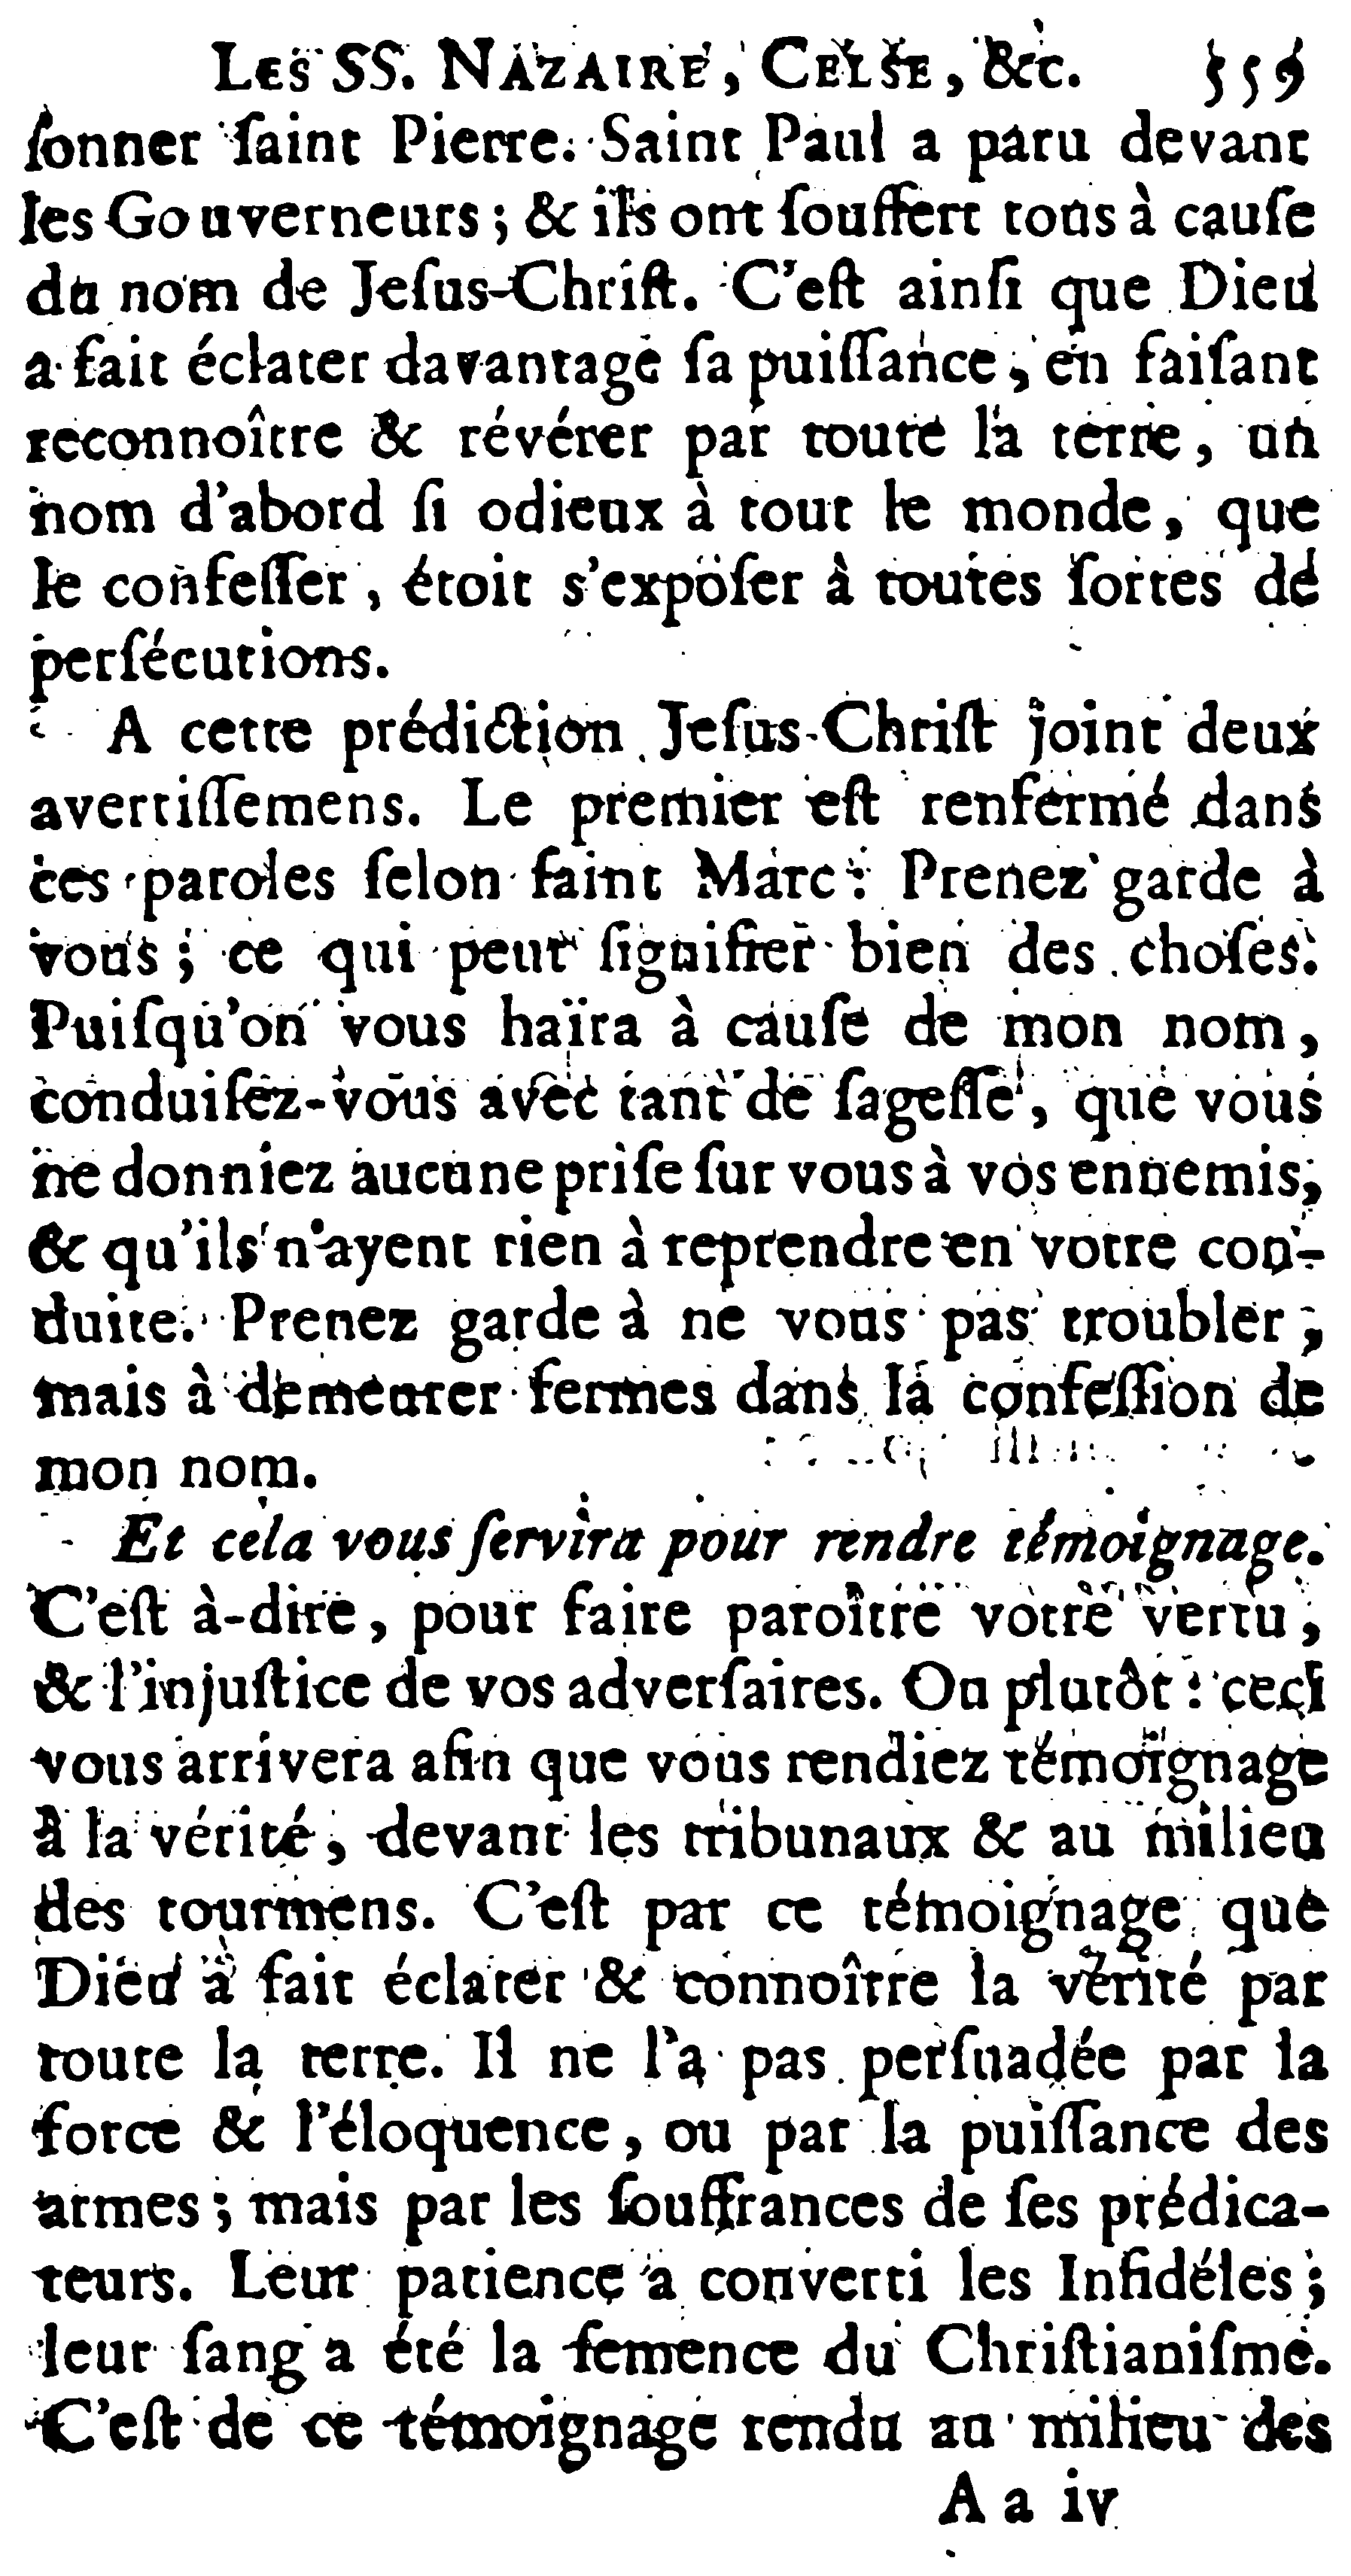 LES SS. NAZAIRE, CELSE, &c. 559
ſonner ſaint Pierre. Saint Paul a paru devant
les Gouverneurs ; & ils ont ſouffert tous à cauſe
du nom de Jeſus-Chriſt. C'eſt ainſi que Dieu
a fait éclater davantage ſa puiſſance, en faiſant
reconnoître & révérer par toute la terre, un
nom d'abord ſi odieux à tout le monde, que
le confeſſer, étoit s'expoſer à toutes ſortes de
perſécutions.
A cette prédiction Jeſus-Chriſt joint deux
avertiſſemens. Le premier eſt renfermé dans
ces paroles ſelon ſaint Marc : Prenez garde à
vous ; ce qui peut ſignifier bien des choſes.
Puiſqu'on vous haïra à cauſe de mon nom,
conduiſez-vous avec tant de ſageſſe, que vous
ne donniez aucune priſe ſur vous à vos ennemis,
& qu'ils n'ayent rien à reprendre en votre con-
duite. Prenez garde à ne vous pas troubler,
mais à demeurer fermes dans la confeſſion de
mon nom.
Et cela vous ſervira pour rendre témoignage.
C'eſt à-dire, pour faire paroître votre vertu,
& l'injuſtice de vos adverſaires. Ou plutôt : ceci
vous arrivera afin que vous rendiez témoignage
à la vérité, devant les tribunaux & au milieu
des tourmens. C'eſt par ce témoignage que
Dieu a fait éclater & connoître la vérité par
toute la terre. Il ne l'a pas perſuadée par la
force & l'éloquence, ou par la puiſſance des
armes ; mais par les ſouffrances de ſes prédica-
teurs. Leur patience a converti les Infidéles ;
leur ſang a été la ſemence du Chriſtianiſme.
C'eſt de ce témoignage rendu au milieu des
A a iv